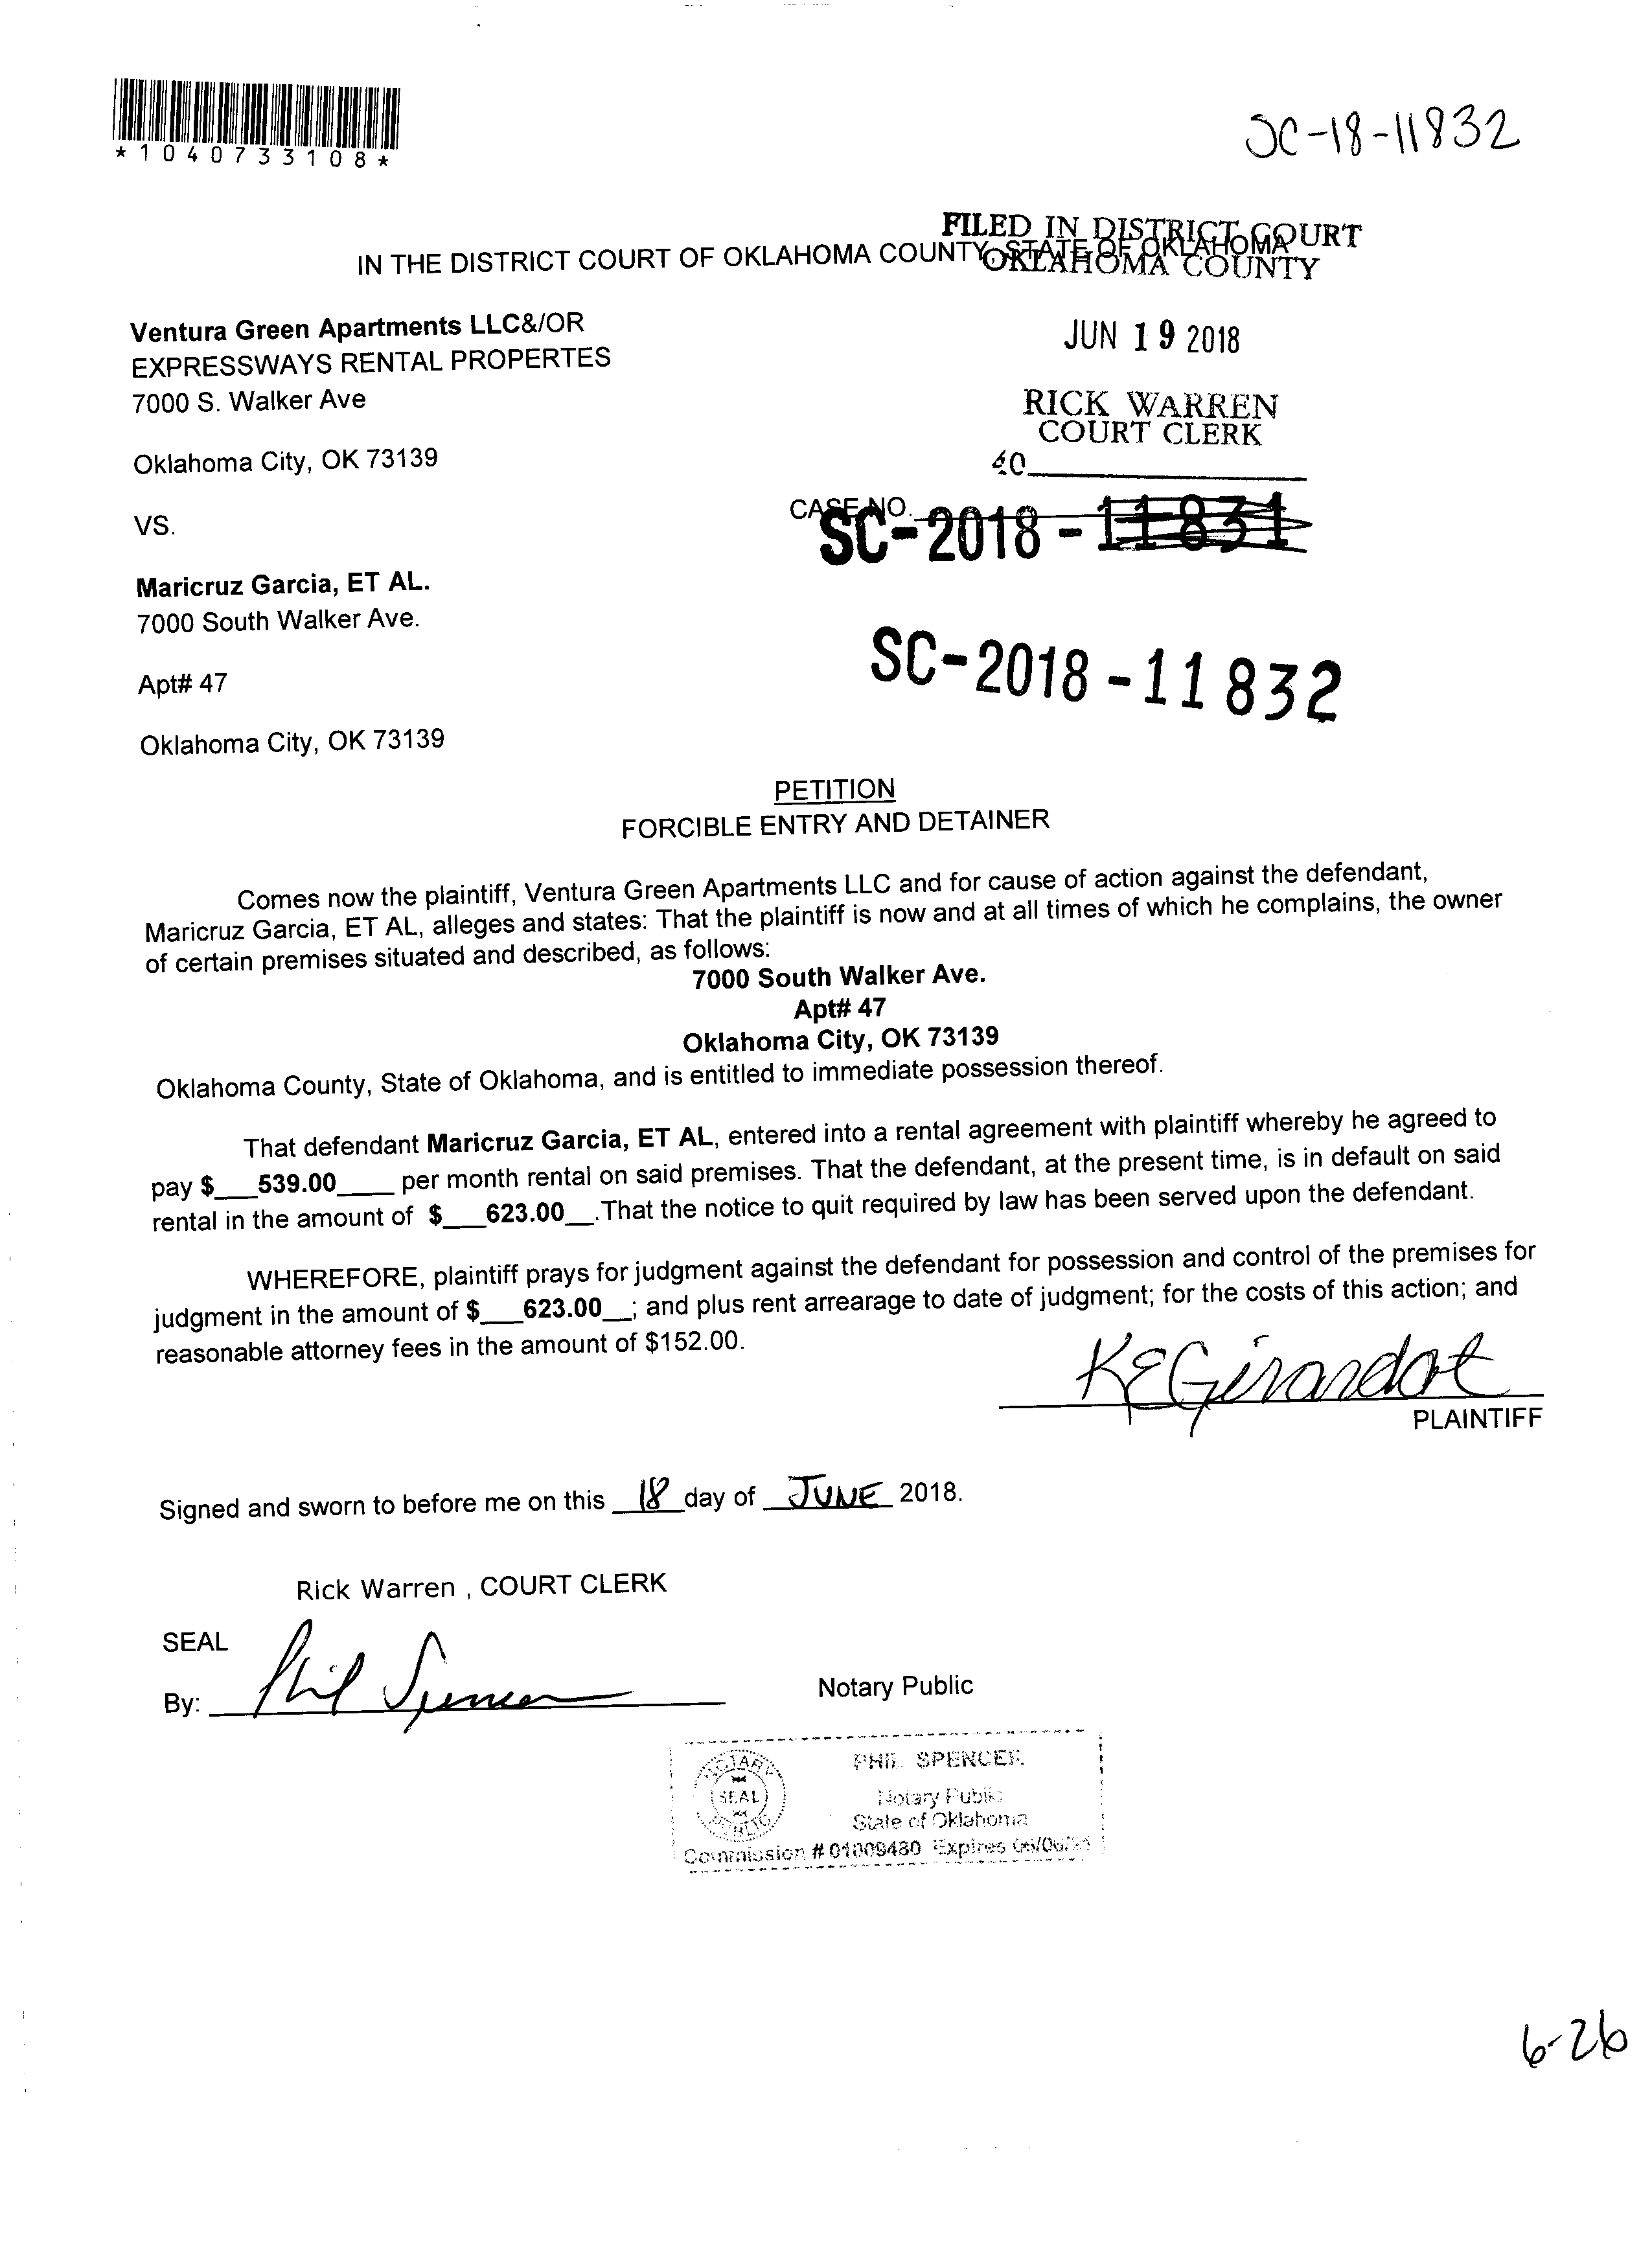 *1040733108*
SC-18-11832
FILED IN DISTRICT COURT
OKLAHOMA COUNTY
IN THE DISTRICT COURT OF OKLAHOMA COUNTY, STATE OF OKLAHOMA
Ventura Green Apartments LLC&/OR
EXPRESSWAYS RENTAL PROPERTES
7000 S. Walker Ave
Oklahoma City, OK 73139
JUN 19 2018
RICK WARREN
COURT CLERK
40
VS.
CASE NO.
SC-2018-11831
Maricruz Garcia, ET AL.
7000 South Walker Ave.
Apt# 47
Oklahoma City, OK 73139
SC-2018-11832
PETITION
FORCIBLE ENTRY AND DETAINER
Comes now the plaintiff, Ventura Green Apartments LLC and for cause of action against the defendant,
Maricruz Garcia, ET AL, alleges and states: That the plaintiff is now and at all times of which he complains, the owner
of certain premises situated and described, as follows:
7000 South Walker Ave.
Apt# 47
Oklahoma City, OK 73139
Oklahoma County, State of Oklahoma, and is entitled to immediate possession thereof.
That defendant Maricruz Garcia, ET AL, entered into a rental agreement with plaintiff whereby he agreed to
pay $___539.00____ per month rental on said premises. That the defendant, at the present time, is in default on said
rental in the amount of $___623.00__.That the notice to quit required by law has been served upon the defendant.
WHEREFORE, plaintiff prays for judgment against the defendant for possession and control of the premises for
judgment in the amount of $___623.00__; and plus rent arrearage to date of judgment; for the costs of this action; and
reasonable attorney fees in the amount of $152.00.
KEGirardot
PLAINTIFF
Signed and sworn to before me on this 18 day of JUNE 2018.
Rick Warren , COURT CLERK
SEAL
By: Phil Spencer
Notary Public
NOTARY PUBLIC
SEAL
PHIL SPENCER
Notary Public
State of Oklahoma
Commission # 01009480 Expires
6-26